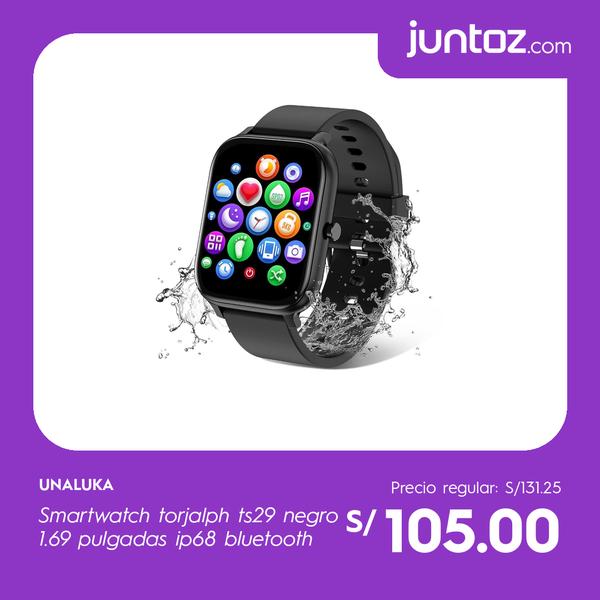 juntoz.com
UNALUKA
Smartwatch torjalph ts29 negro
1.69 pulgadas ip68 bluetooth
Precio regular: S/131.25
S/ 105.00